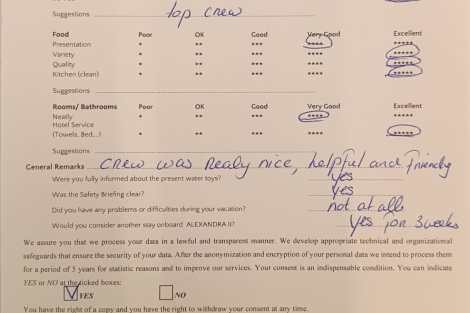 Suggestions top crew
Food Poor OK Good Very Good Excellent
Presentation * ** *** **** *****
Variety * ** *** **** *****
Quality * ** *** **** *****
Kitchen (clean) * ** *** **** *****
Suggestions
Rooms/ Bathrooms Poor OK Good Very Good Excellent
Neatly * ** *** **** *****
Hotel Service
(Towels, Bed...) * ** *** **** *****
Suggestions
General Remarks crew was realy nice, helpful and friendly
Were you fully informed about the present water toys? yes
Was the Safety Briefing clear? yes
Did you have any problems or difficulties during your vacation? not at alle
Would you consider another stay onboard ALEXANDRA II? yes for 3 weeks
We assure you that we process your data in a lawful and transparent manner. We develop appropriate technical and organizational
safeguards that ensure the security of your data. After the anonymization and encryption of your personal data we intend to process them
for a period of 5 years for statistic reasons and to improve our services. Your consent is an indispensable condition. You can indicate
YES or NO at the ticked boxes:
YES NO
You have the right of a copy and you have the right to withdraw your consent at any time.